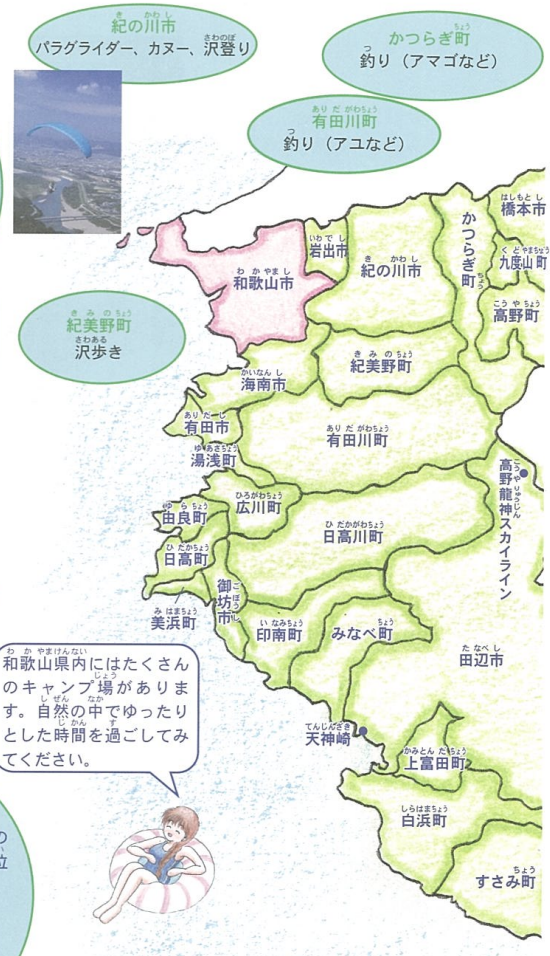 紀の川市
パラグライダー、カヌー、沢登り
かつらぎ町
釣り（アマゴなど）
有田川町
釣り（アユなど）
紀美野町
沢歩き
橋本市
かつらぎ町
九度山町
岩出市
紀の川市
和歌山市
高野町
紀美野町
海南市
有田市
有田川町
湯浅町
高野龍神スカイライン
広川町
由良町
日高川町
日高町
御坊市
美浜町
印南町
みなべ町
田辺市
和歌山県内にはたくさん
のキャンプ場がありま
す。自然の中でゆったり
とした時間を過ごしてみ
てください。
天神崎
上富田町
白浜町
すさみ町
の
位